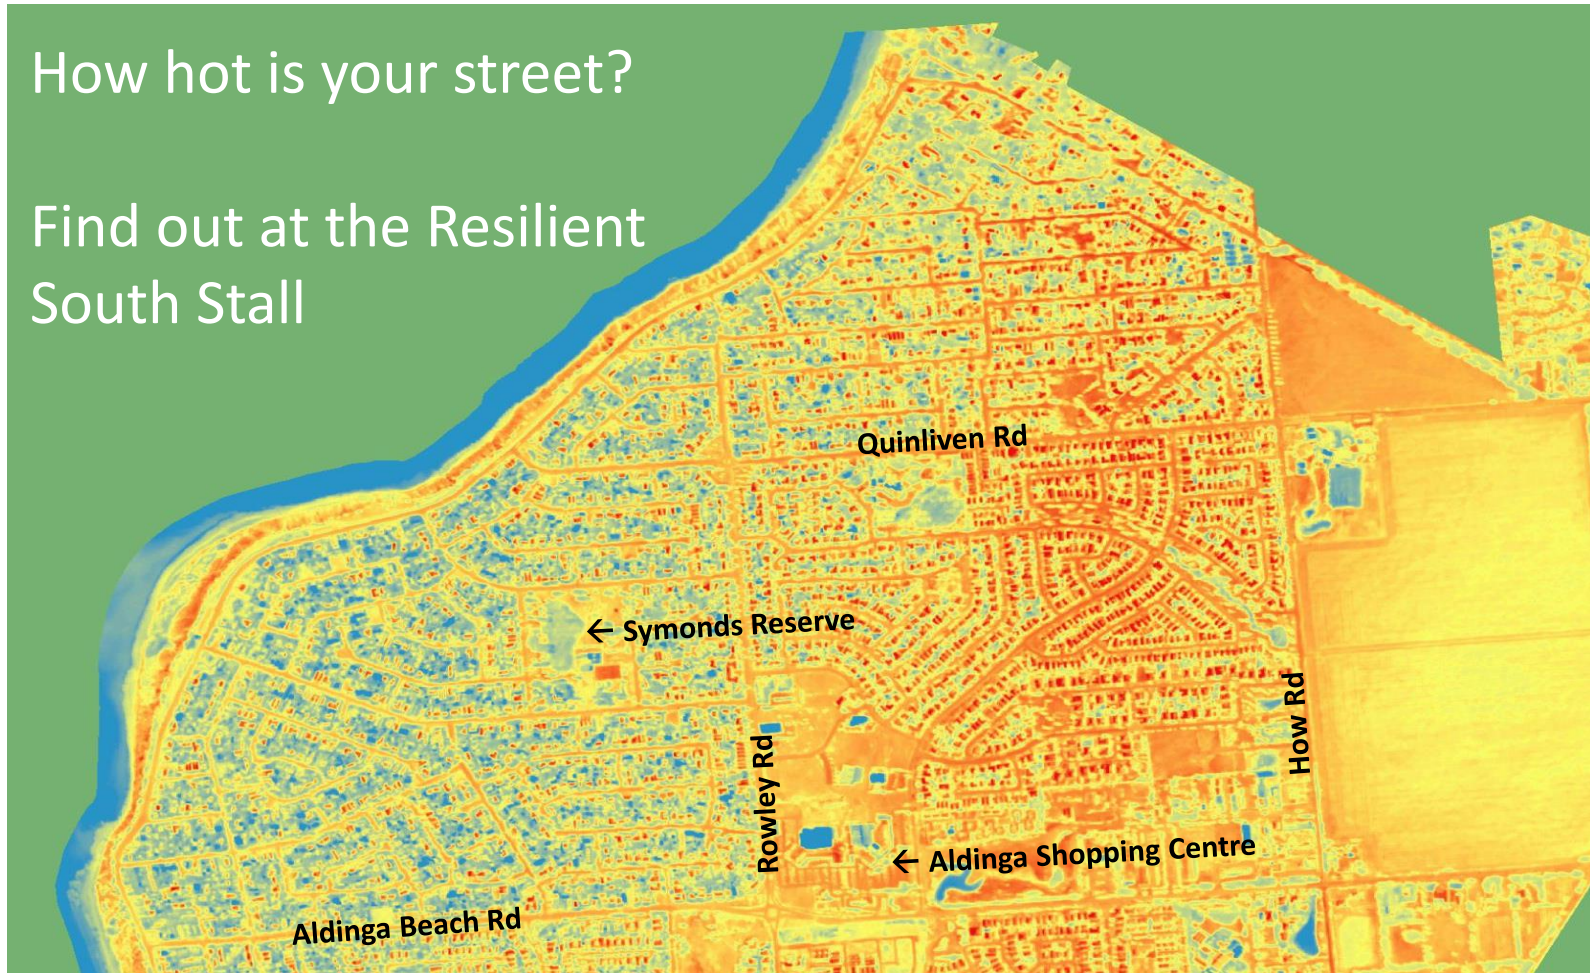 How hot is your street?
Find out at the Resilient
South Stall
Quinliven Rd
← Symonds Reserve
How Rd
Rowley Rd
← Aldinga Shopping Centre
Aldinga Beach Rd